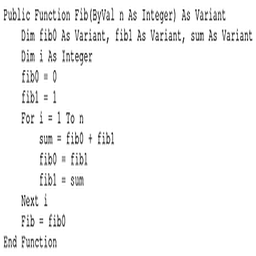 Public Function Fib(ByVal n As Integer) As Variant
    Dim fib0 As Variant, fib1 As Variant, sum As Variant
    Dim i As Integer
    fib0 = 0
    fib1 = 1
    For i = 1 To n
        sum = fib0 + fib1
        fib0 = fib1
        fib1 = sum
    Next i
    Fib = fib0
End Function